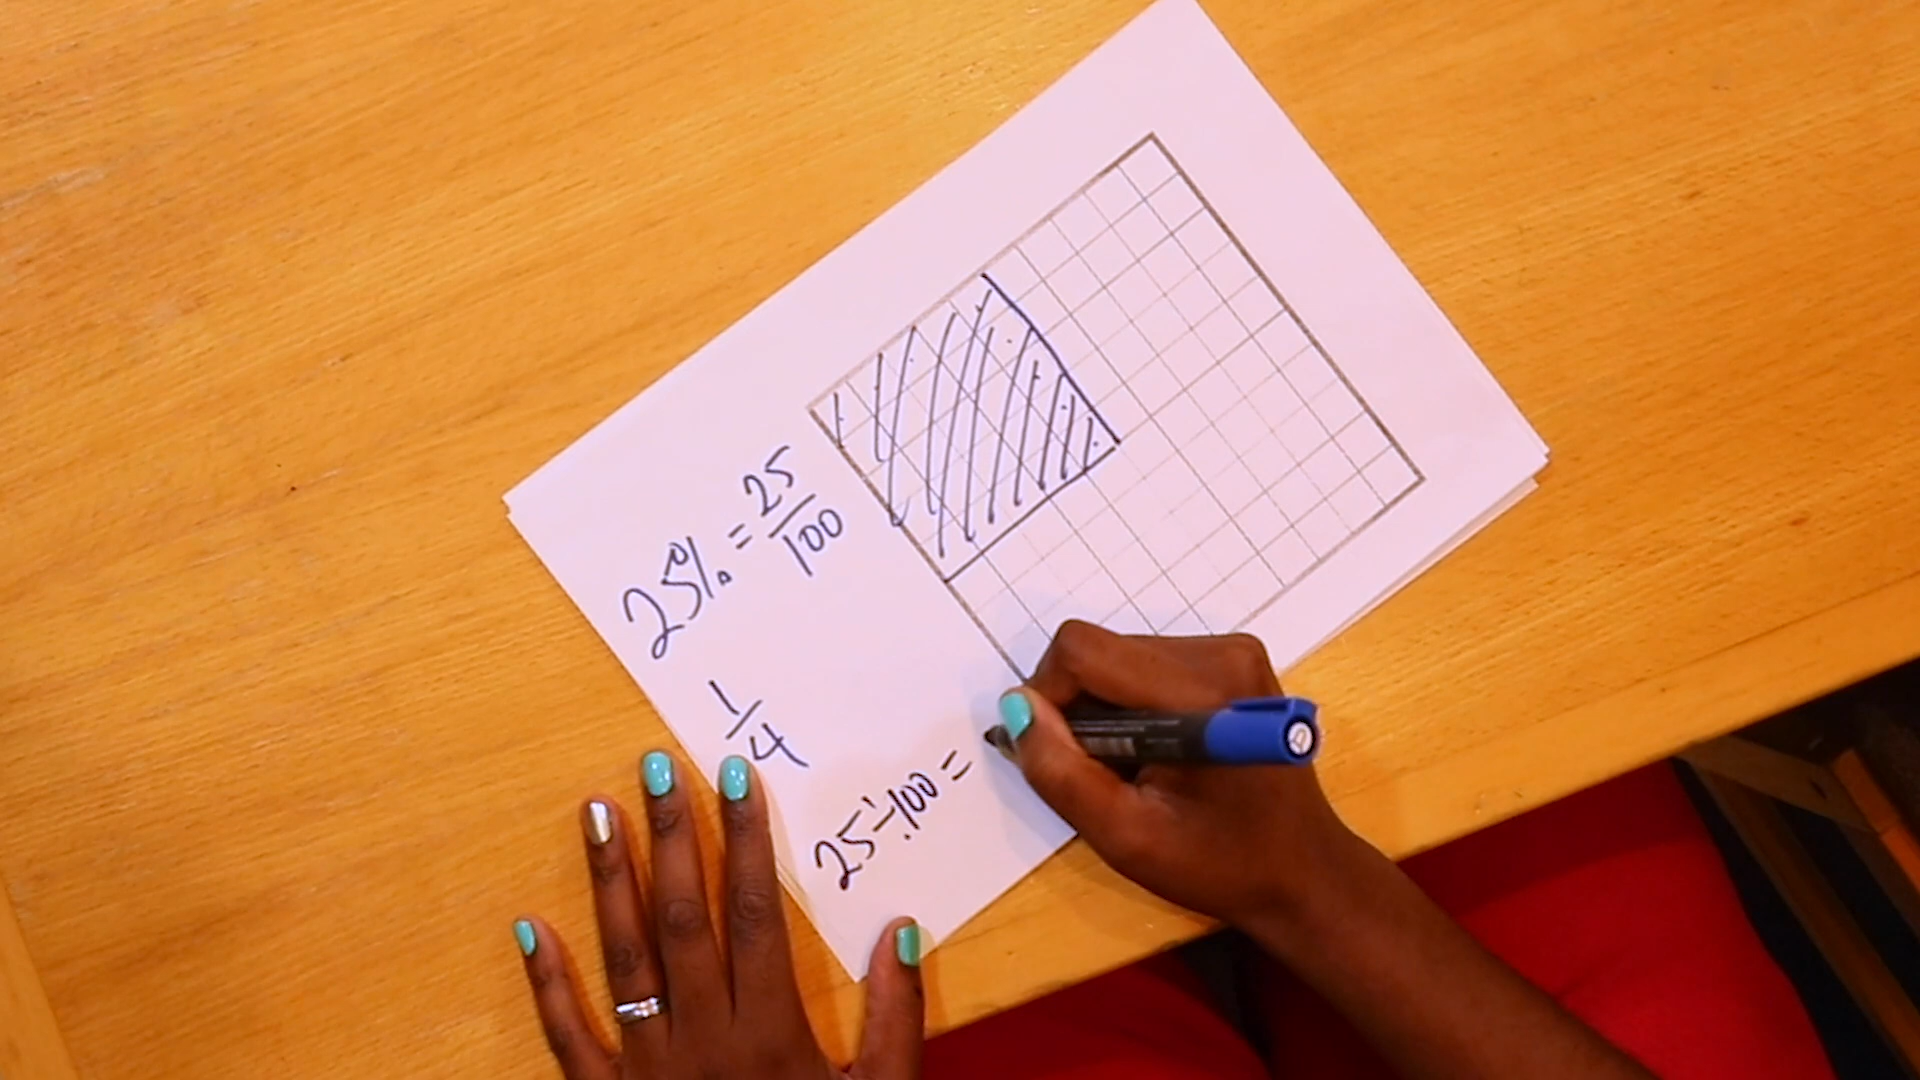 25% = 25/100
1/4
25÷100 =